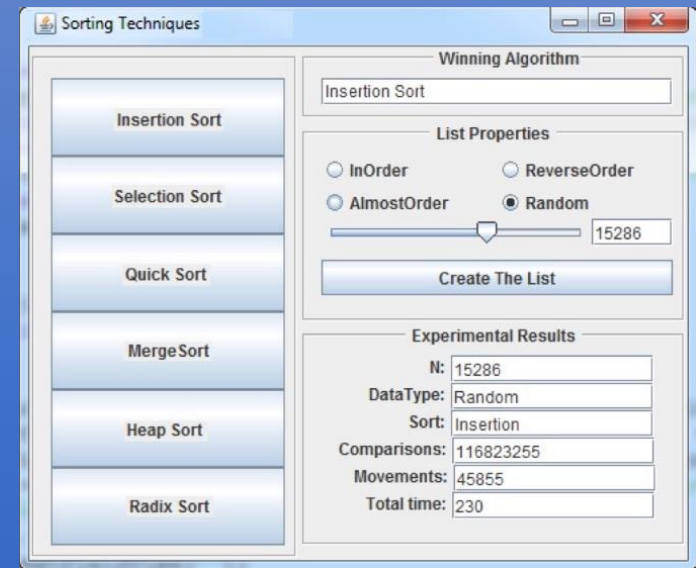 Sorting Techniques
Insertion Sort
Selection Sort
Quick Sort
MergeSort
Heap Sort
Radix Sort
Winning Algorithm
Insertion Sort
List Properties
InOrder ReverseOrder
AlmostOrder Random
15286
Create The List
Experimental Results
N: 15286
DataType: Random
Sort: Insertion
Comparisons: 116823255
Movements: 45855
Total time: 230